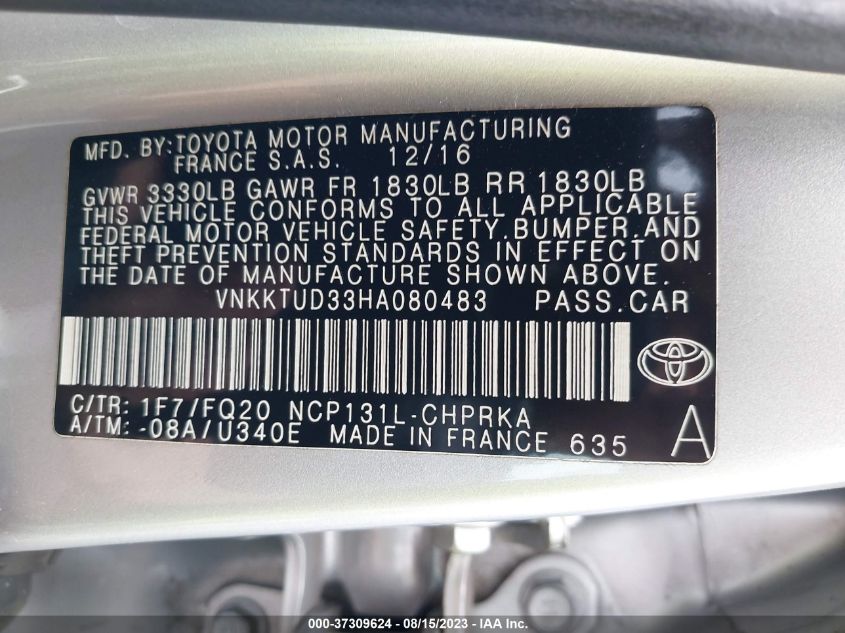 MFD. BY:TOYOTA MOTOR MANUFACTURING
FRANCE S.A.S. 12/16
GVWR 3330LB GAWR FR 1830LB RR 1830LB
THIS VEHICLE CONFORMS TO ALL APPLICABLE
FEDERAL MOTOR VEHICLE SAFETY,BUMPER,AND
THEFT PREVENTION STANDARDS IN EFFECT ON
THE DATE OF MANUFACTURE SHOWN ABOVE.
VNKKTUD33HA080483 PASS.CAR
C/TR: 1F7/FQ20 NCP131L-CHPRKA
A/TM: -08A/U340E MADE IN FRANCE 635 A
000-37309624 - 08/15/2023 - IAA Inc.